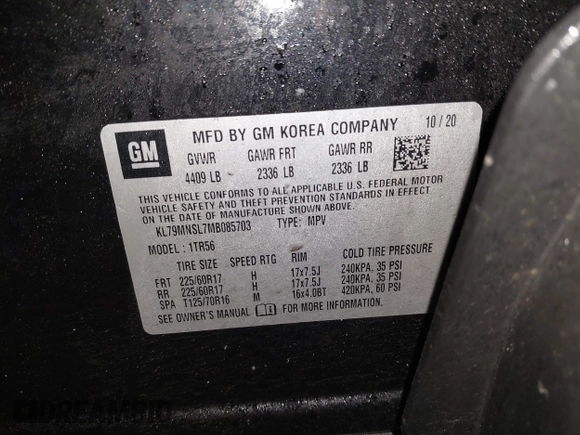 GM
MFD BY GM KOREA COMPANY 10/20
GVWR GAWR FRT GAWR RR
4409 LB 2336 LB 2336 LB
THIS VEHICLE CONFORMS TO ALL APPLICABLE U.S. FEDERAL MOTOR
VEHICLE SAFETY AND THEFT PREVENTION STANDARDS IN EFFECT
ON THE DATE OF MANUFACTURE SHOWN ABOVE.
KL79MNSL7MB085703 TYPE: MPV
MODEL: 1TR56
TIRE SIZE SPEED RTG RIM COLD TIRE PRESSURE
FRT 225/60R17 H 17x7.5J 240KPA, 35 PSI
RR 225/60R17 H 17x7.5J 240KPA, 35 PSI
SPA T125/70R16 M 16x4.0BT 420KPA, 60 PSI
SEE OWNER'S MANUAL FOR MORE INFORMATION.
DREAMBID